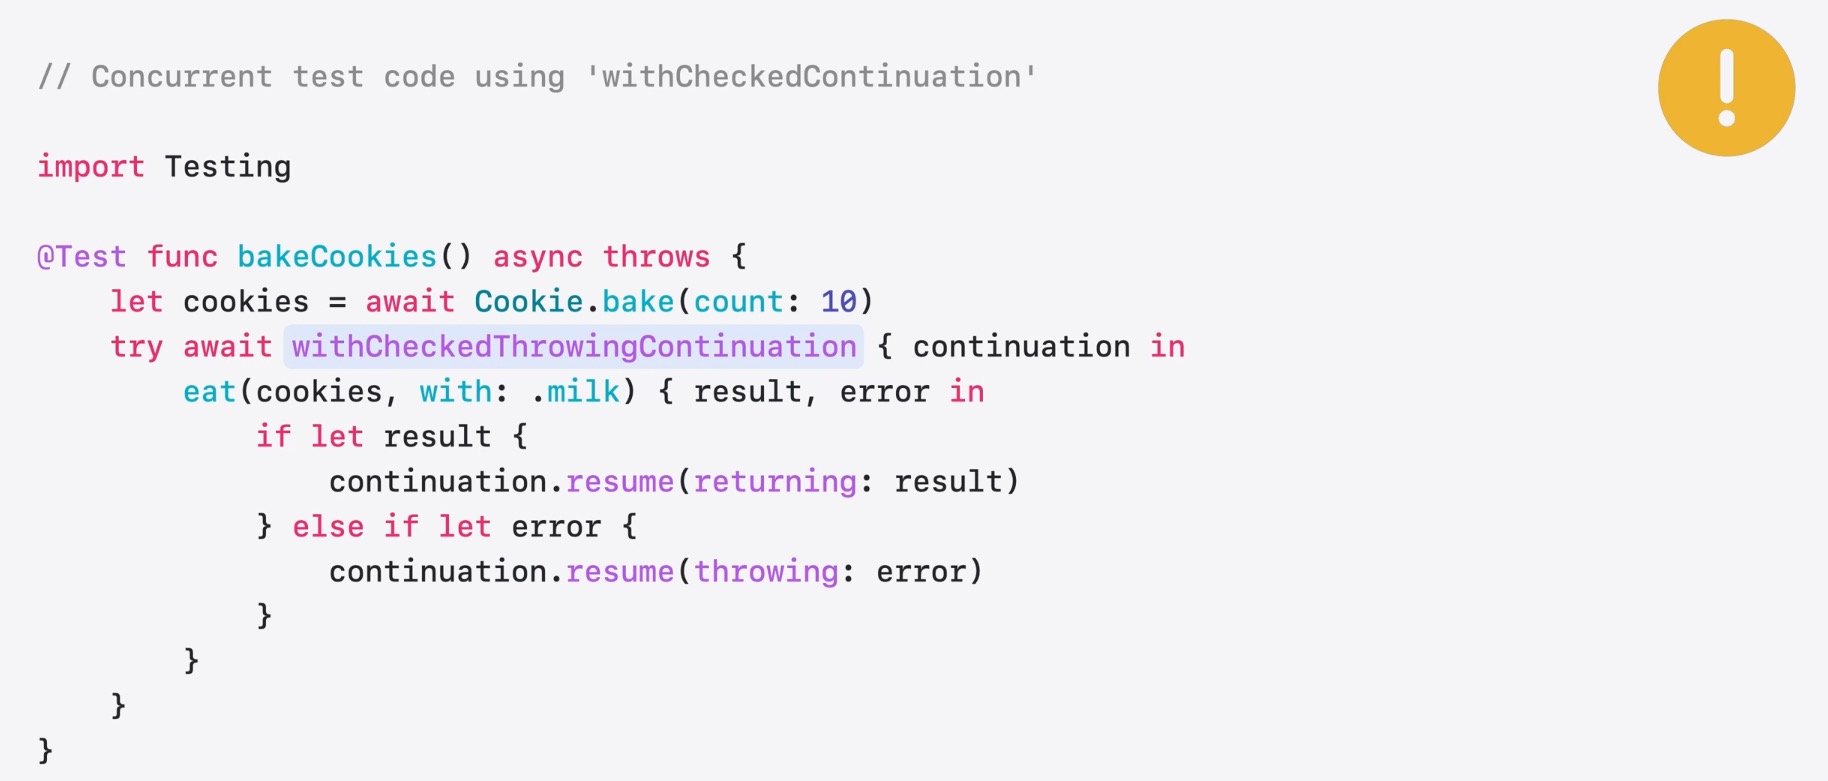 // Concurrent test code using 'withCheckedContinuation'
import Testing
@Test func bakeCookies() async throws {
    let cookies = await Cookie.bake(count: 10)
    try await withCheckedThrowingContinuation { continuation in
        eat(cookies, with: .milk) { result, error in
            if let result {
                continuation.resume(returning: result)
            } else if let error {
                continuation.resume(throwing: error)
            }
        }
    }
}